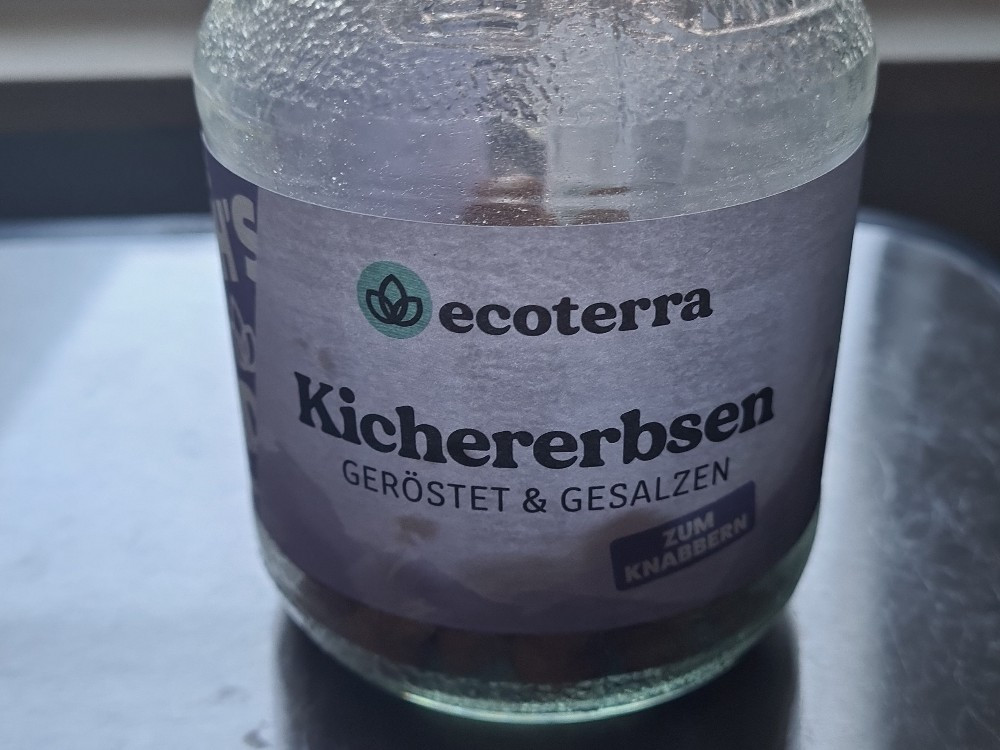 ecoterra
Kichererbsen
GERÖSTET & GESALZEN
ZUM
KNABBERN